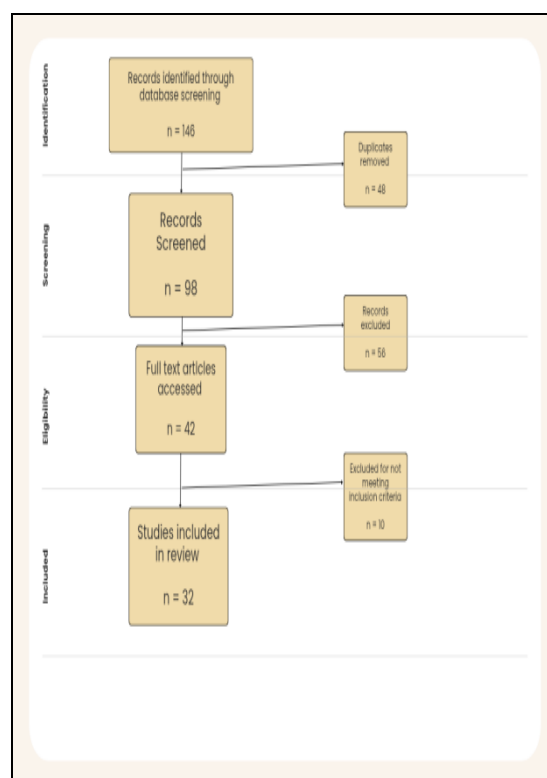 Identification
Records identified through
database screening
n = 146
Duplicates
removed
n = 48
Screening
Records
Screened
n = 98
Records
excluded
n = 56
Eligibility
Full text articles
accessed
n = 42
Excluded for not
meeting
inclusion criteria
n = 10
Included
Studies included
in review
n = 32